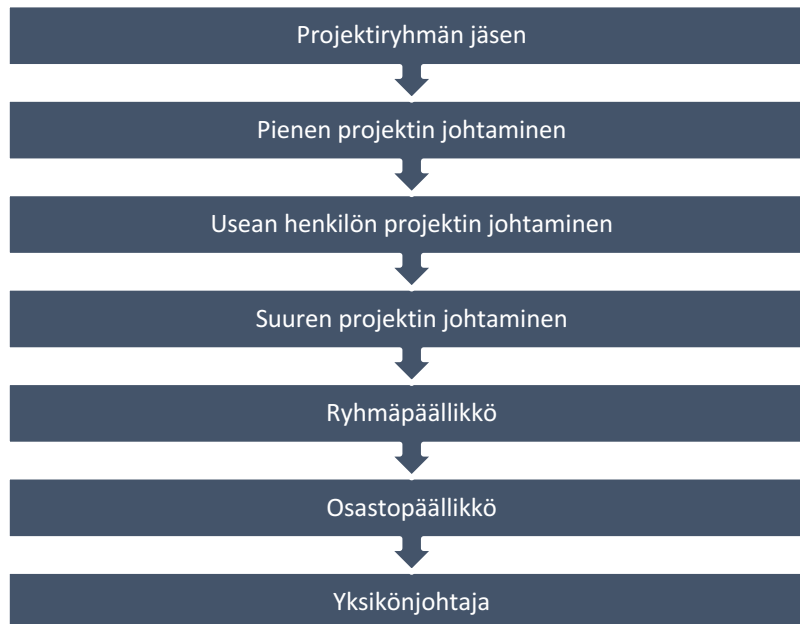 Projektiryhmän jäsen
Pienen projektin johtaminen
Usean henkilön projektin johtaminen
Suuren projektin johtaminen
Ryhmäpäällikkö
Osastopäällikkö
Yksikönjohtaja